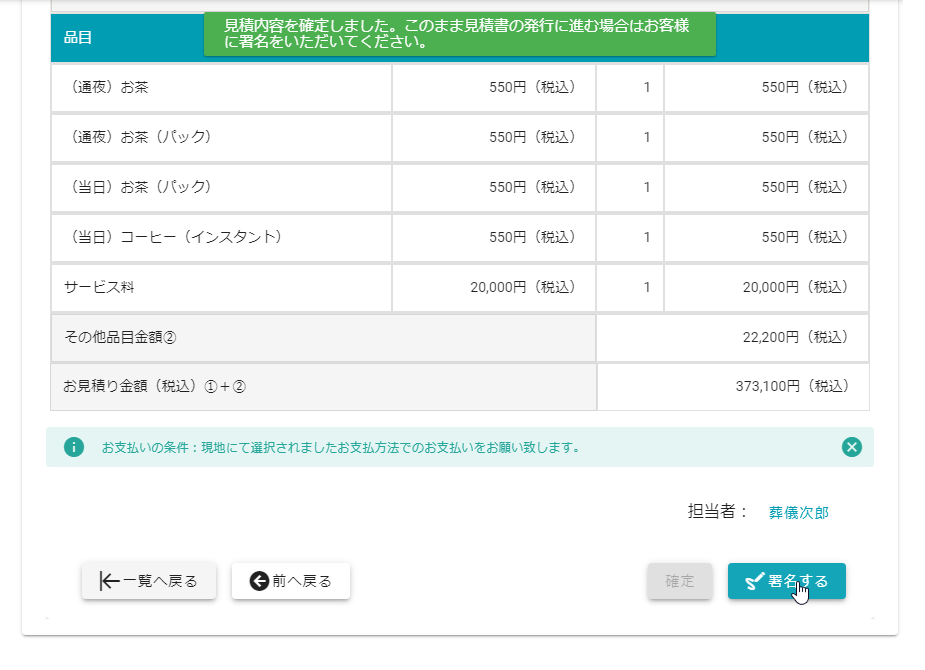 見積内容を確定しました。このまま見積書の発行に進む場合はお客様
に署名をいただいてください。
品目
（通夜）お茶 550円（税込） 1 550円（税込）
（通夜）お茶（パック） 550円（税込） 1 550円（税込）
（当日）お茶（パック） 550円（税込） 1 550円（税込）
（当日）コーヒー（インスタント） 550円（税込） 1 550円（税込）
サービス料 20,000円（税込） 1 20,000円（税込）
その他品目金額② 22,200円（税込）
お見積り金額（税込）①＋② 373,100円（税込）
お支払いの条件：現地にて選択されましたお支払方法でのお支払いをお願い致します。
担当者： 葬儀次郎
一覧へ戻る 前へ戻る 確定 署名する